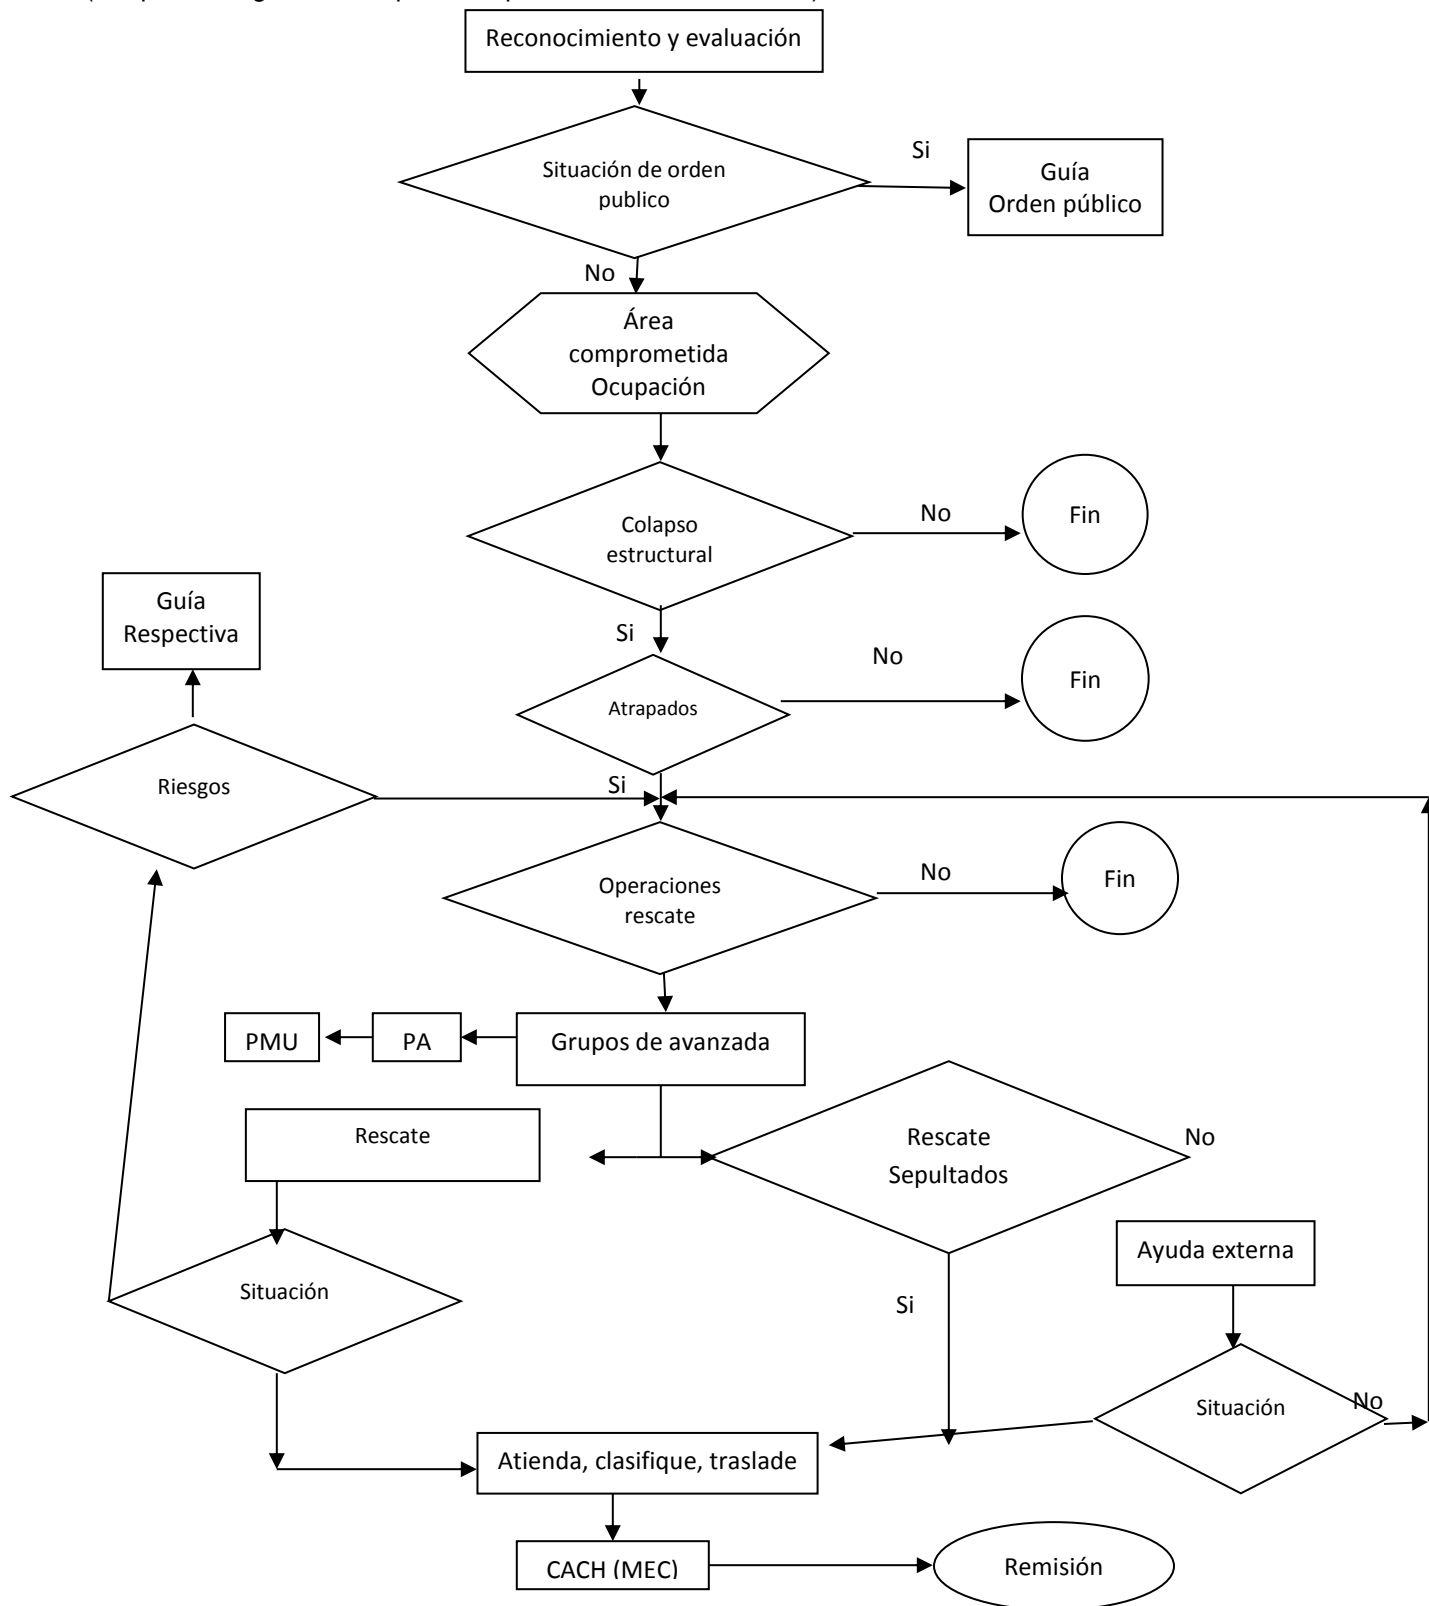 Reconocimiento y evaluación
Situación de orden
publico
Si
Guía
Orden público
No
Área
comprometida
Ocupación
Colapso
estructural
No
Fin
Guía
Respectiva
Si
Atrapados
No
Fin
Riesgos
Si
Operaciones
rescate
No
Fin
PMU
PA
Grupos de avanzada
Rescate
Rescate
Sepultados
No
Ayuda externa
Situación
Si
Situación
No
Atienda, clasifique, traslade
CACH (MEC)
Remisión